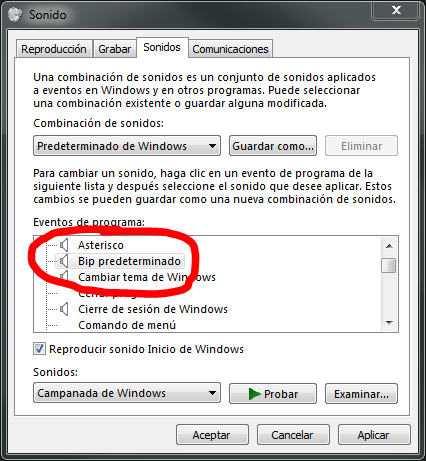 Sonido
Reproducción Grabar Sonidos Comunicaciones
Una combinación de sonidos es un conjunto de sonidos aplicados
a eventos en Windows y en otros programas. Puede seleccionar
una combinación existente o guardar alguna modificada.
Combinación de sonidos:
Predeterminado de Windows Guardar como... Eliminar
Para cambiar un sonido, haga clic en un evento de programa de la
siguiente lista y después seleccione el sonido que desee aplicar. Estos
cambios se pueden guardar como una nueva combinación de sonidos.
Eventos de programa:
Asterisco
Bip predeterminado
Cambiar tema de Windows
Cerrar programa
Cierre de sesión de Windows
Comando de menú
Reproducir sonido Inicio de Windows
Sonidos:
Campanada de Windows Probar Examinar...
Aceptar Cancelar Aplicar